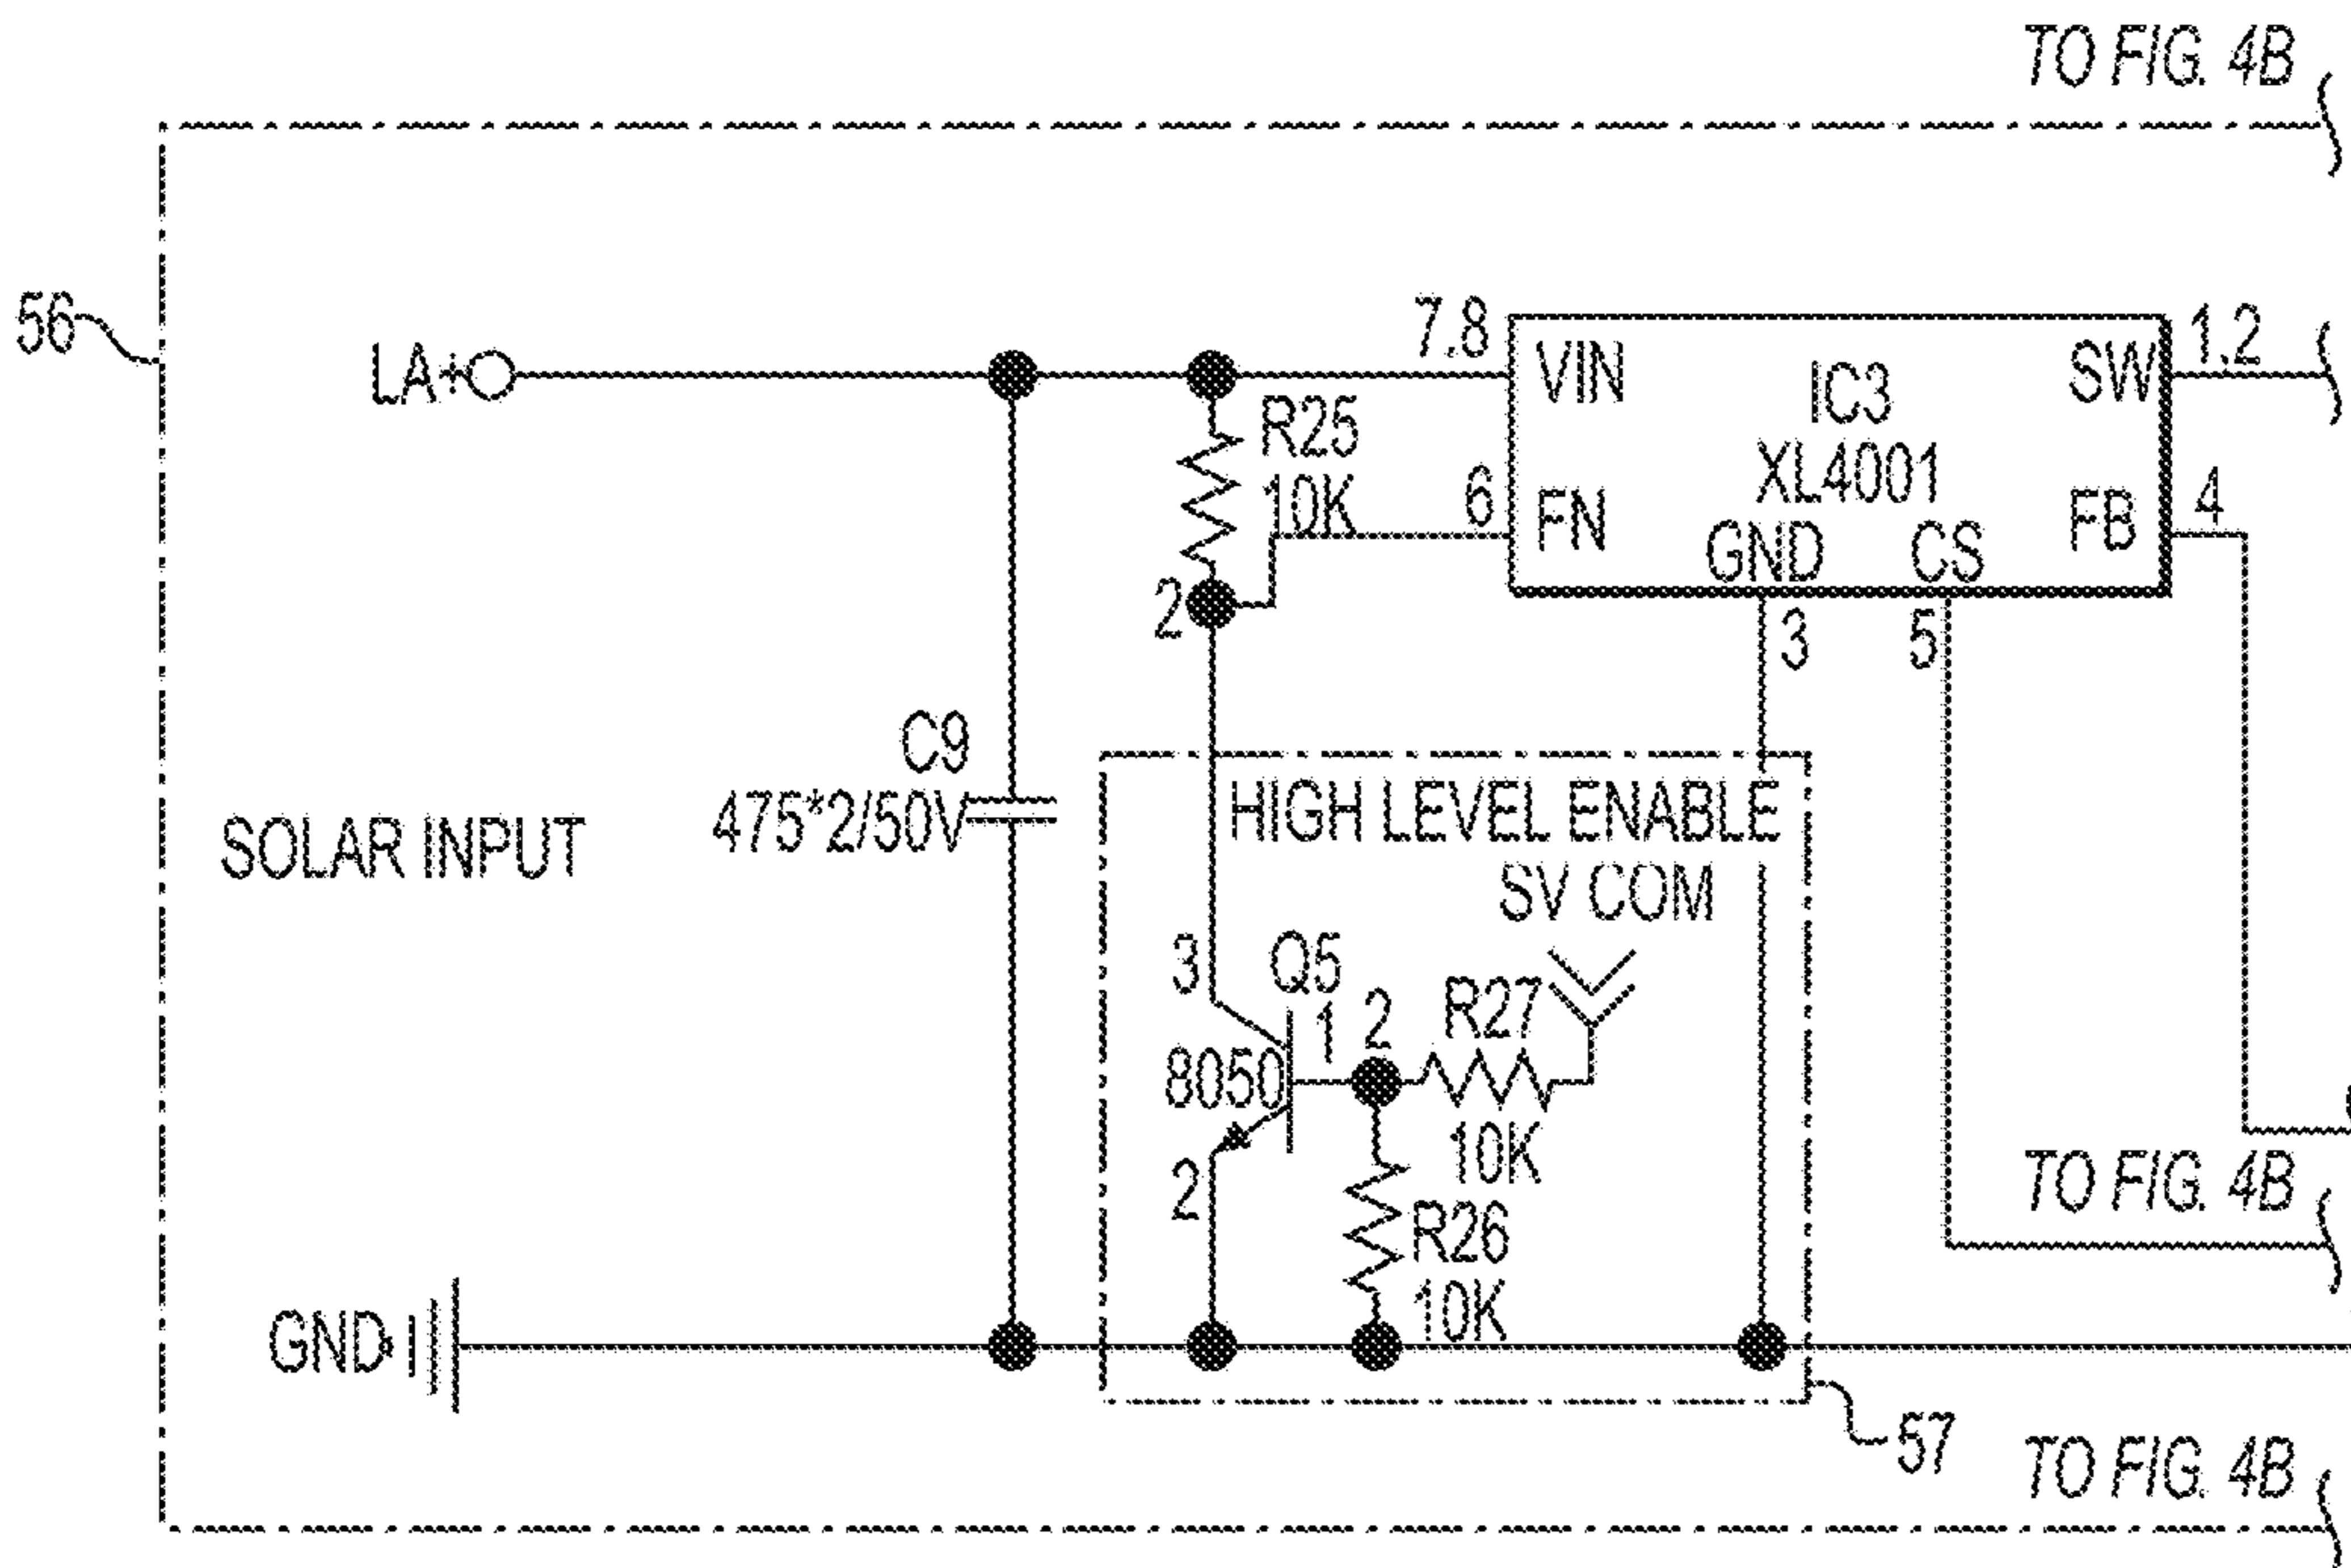 TO FIG. 4B
56
LA+
7.8
VIN
IC3
XL4001
SW
1.2
R25
10K
6
FN
GND
CS
FB
4
2
3
5
C9
475*2/50V
SOLAR INPUT
HIGH LEVEL ENABLE
SV COM
3
Q5
1
2
R27
8050
10K
2
R26
10K
TO FIG. 4B
GND
57
TO FIG. 4B